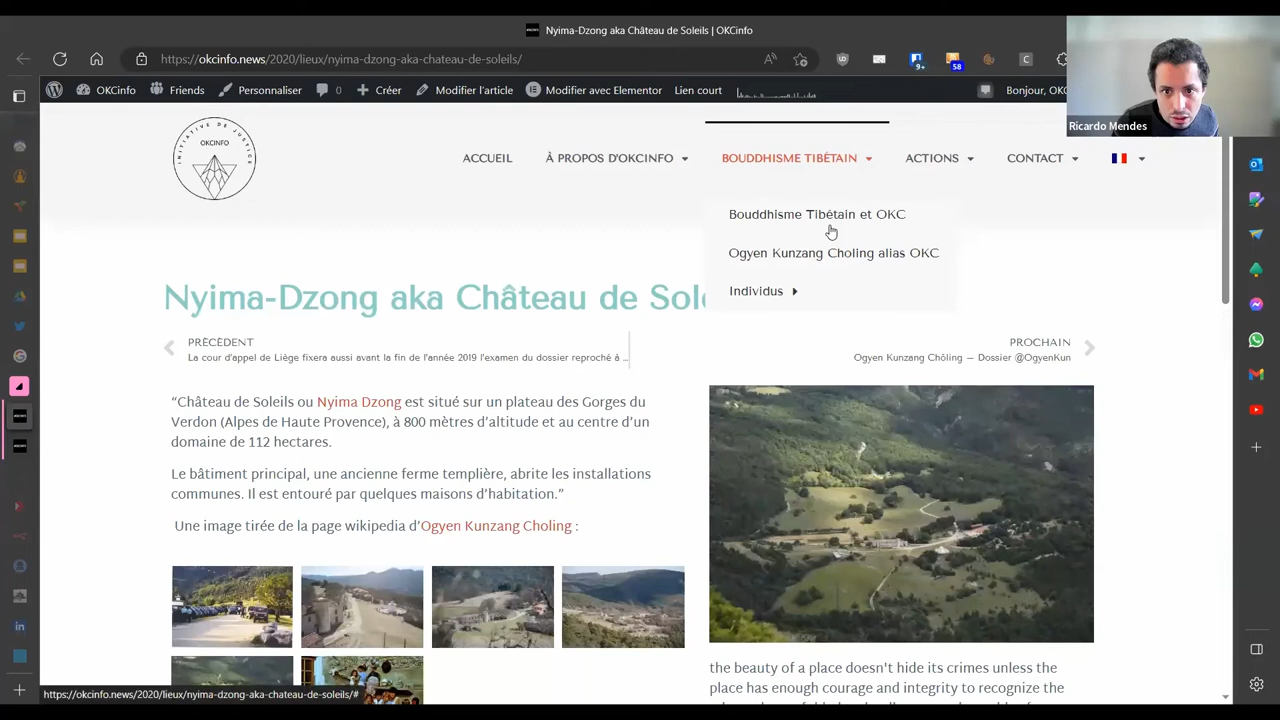 Nyima-Dzong aka Château de Soleils | OKCinfo
https://okcinfo.news/2020/lieux/nyima-dzong-aka-chateau-de-soleils/
9+
58
OKCinfo
Friends
Personnaliser
0
Créer
Modifier l'article
Modifier avec Elementor
Lien court
Bonjour, OKC
Ricardo Mendes
INITIATIVE DE JUSTICE
OKCINFO
ACCUEIL
À PROPOS D'OKCINFO
BOUDDHISME TIBÉTAIN
ACTIONS
CONTACT
Bouddhisme Tibétain et OKC
Ogyen Kunzang Choling alias OKC
Individus
Nyima-Dzong aka Château de Sole
PRÉCÉDENT
La cour d'appel de Liège fixera aussi avant la fin de l'année 2019 l'examen du dossier reproché à ...
PROCHAIN
Ogyen Kunzang Chöling – Dossier @OgyenKun
“Château de Soleils ou Nyima Dzong est situé sur un plateau des Gorges du
Verdon (Alpes de Haute Provence), à 800 mètres d’altitude et au centre d’un
domaine de 112 hectares.
Le bâtiment principal, une ancienne ferme templière, abrite les installations
communes. Il est entouré par quelques maisons d’habitation.”
Une image tirée de la page wikipedia d’Ogyen Kunzang Choling :
the beauty of a place doesn't hide its crimes unless the
place has enough courage and integrity to recognize the
https://okcinfo.news/2020/lieux/nyima-dzong-aka-chateau-de-soleils/#